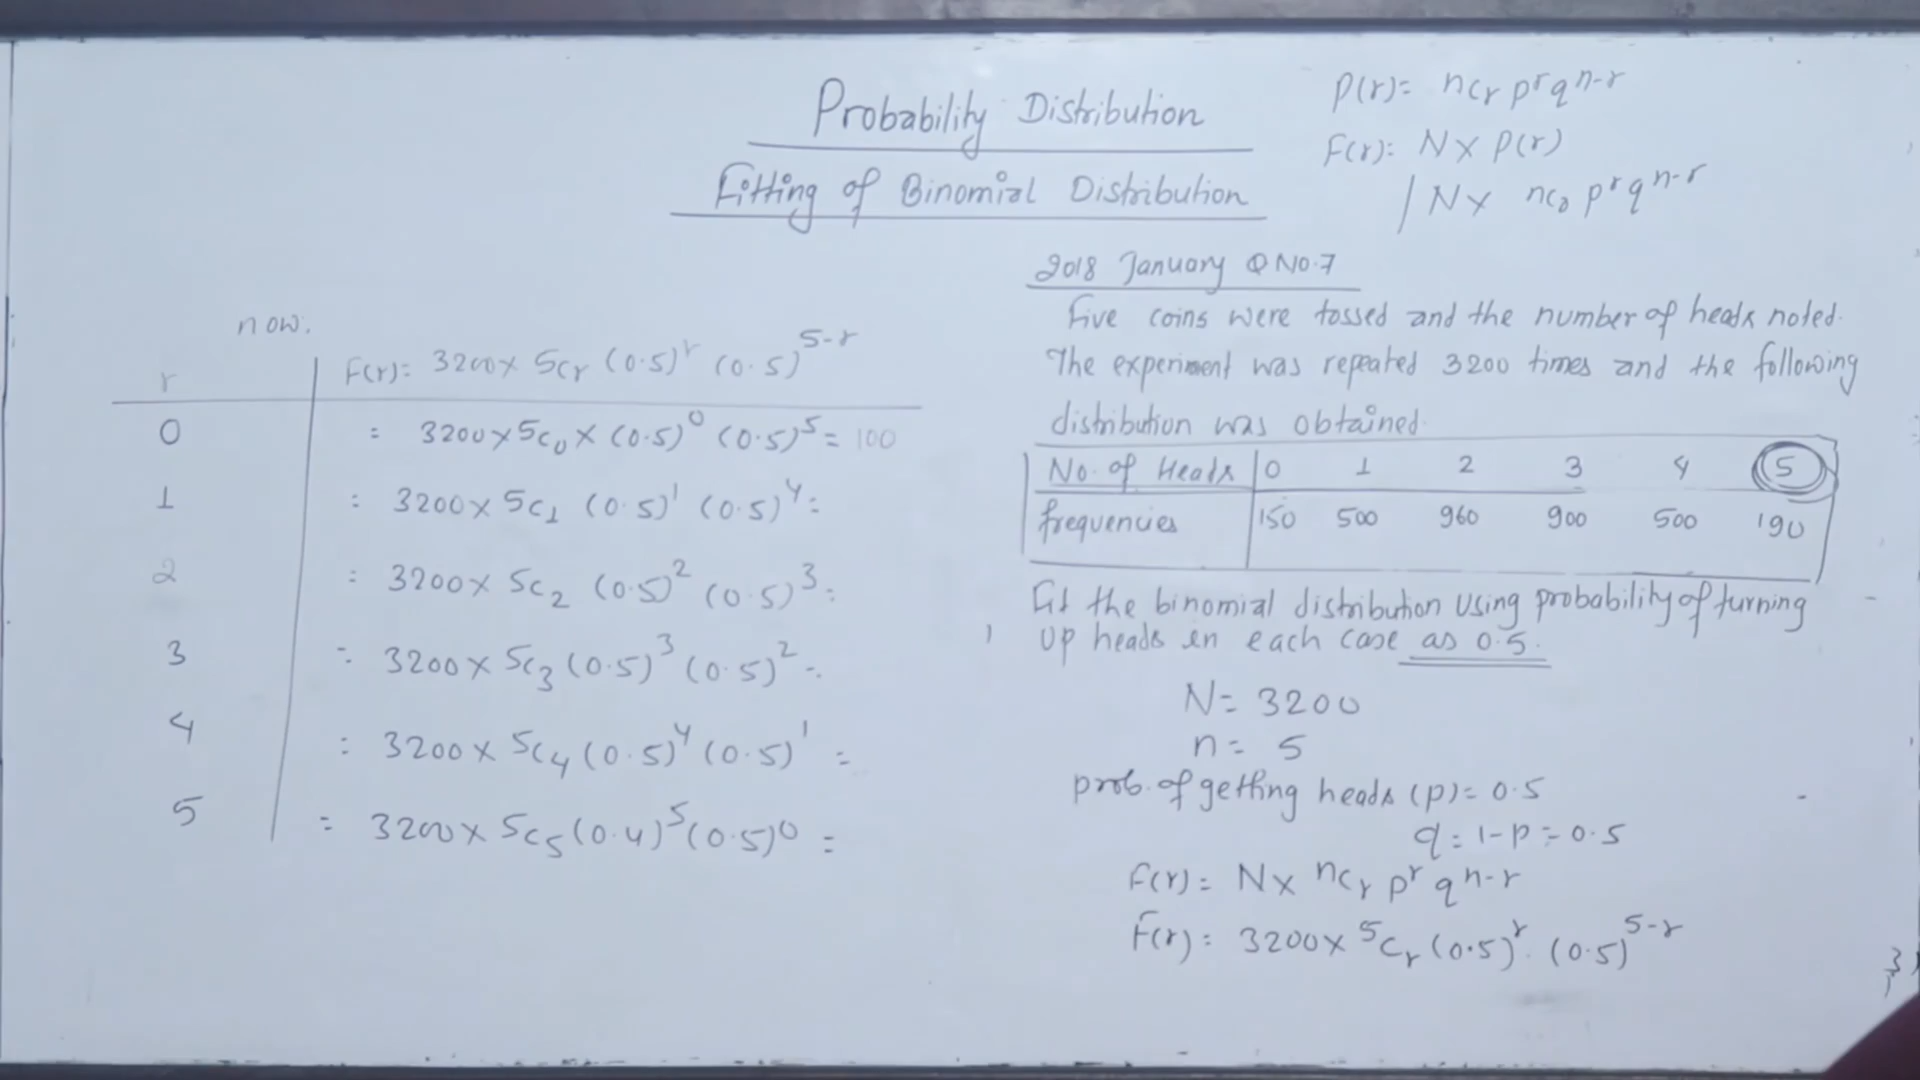 Probability Distribution
Fitting of Binomial Distribution
P(r)= ncr p^r q^n-r
F(r)= N× P(r)
/ N× nc₀ p^r q^n-r
now.
r F(r)= 3200× 5cr (0.5)^r (0.5)^5-r
0 = 3200×5c₀× (0.5)^0 (0.5)^5 = 100
1 = 3200× 5c₁ (0.5)^1 (0.5)^4 =
2 = 3200× 5c₂ (0.5)^2 (0.5)^3 =
3 = 3200× 5c₃ (0.5)^3 (0.5)^2 =
4 = 3200× 5c₄ (0.5)^4 (0.5)^1 =
5 = 3200× 5c₅ (0.4)^5 (0.5)^0 =
2018 January Q NO.7
Five coins were tossed and the number of heads noted.
The experiment was repeated 3200 times and the following
distribution was obtained.
No. of Heads 0 1 2 3 4 5
frequencies 150 500 960 900 500 190
Fit the binomial distribution using probability of turning
up heads in each case as 0.5.
N= 3200
n= 5
prob. of getting heads (p)= 0.5
q = 1-p = 0.5
F(r)= N× ncr p^r q^n-r
F(r)= 3200× 5Cr (0.5)^r. (0.5)^5-r